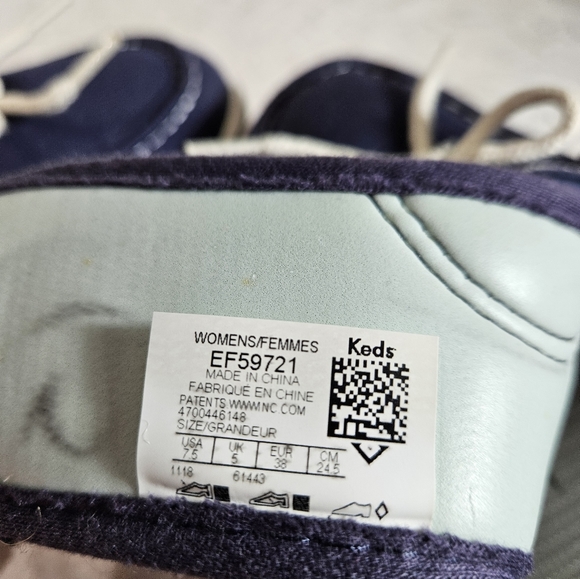 WOMENS/FEMMES
Keds
EF59721
MADE IN CHINA
FABRIQUÉ EN CHINE
PATENTS WWW.NC.COM
4700446148
SIZE/GRANDEUR
USA UK EUR CM
7.5 5 38 24.5
1118 61443